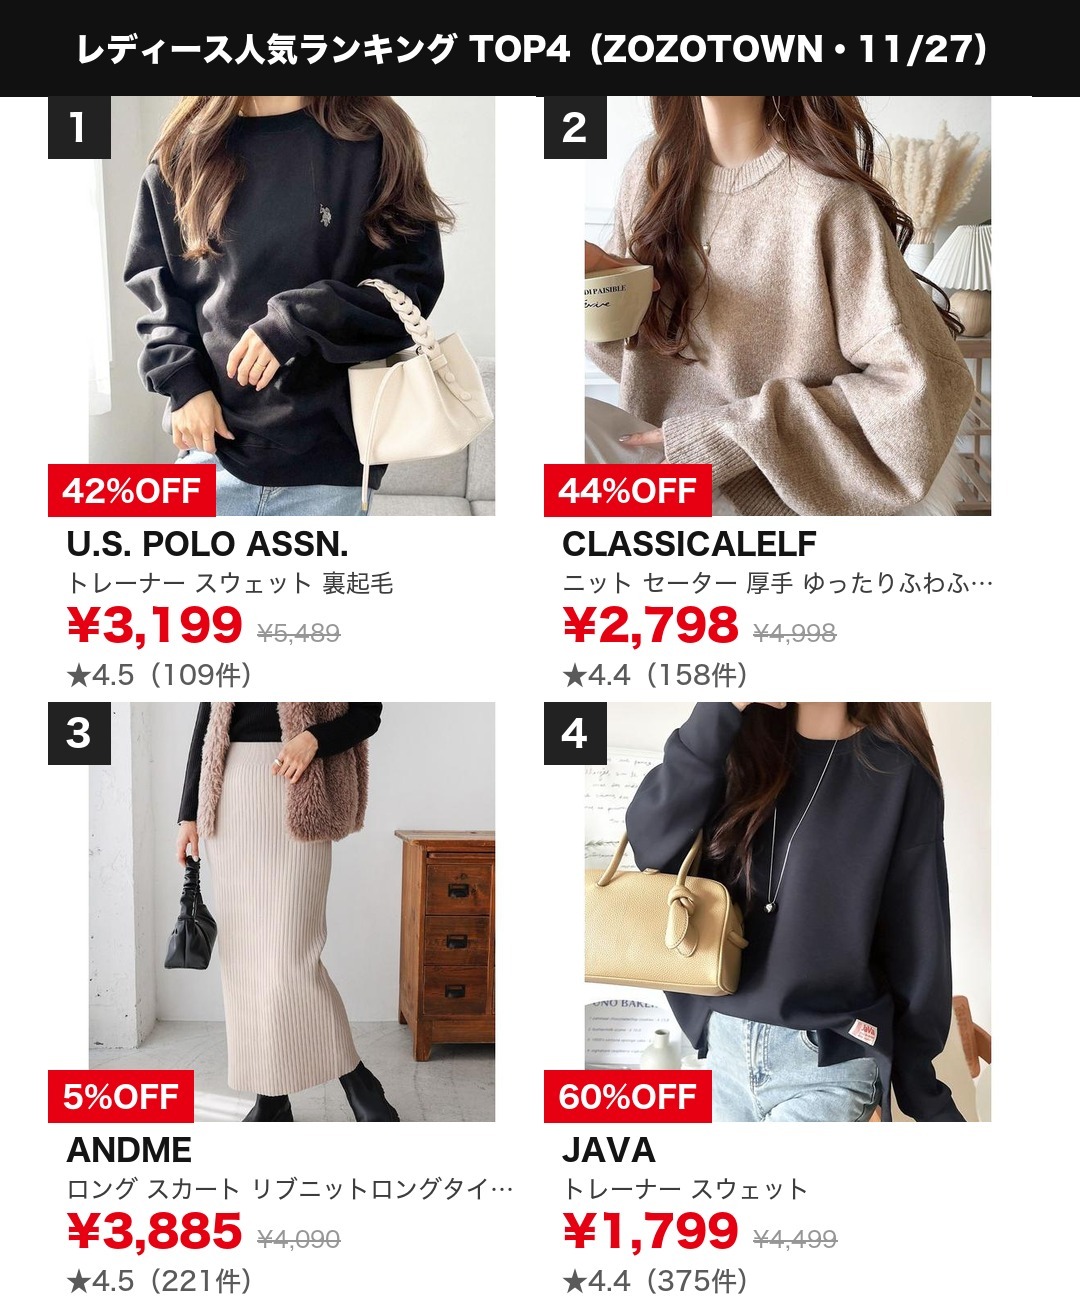 レディース人気ランキング TOP4（ZOZOTOWN・11/27）
1
42%OFF
U.S. POLO ASSN.
トレーナー スウェット 裏起毛
¥3,199 ¥5,489
★4.5（109件）
2
DI PAISIBLE
44%OFF
CLASSICALELF
ニット セーター 厚手 ゆったりふわふ…
¥2,798 ¥4,998
★4.4（158件）
3
5%OFF
ANDME
ロング スカート リブニットロングタイ…
¥3,885 ¥4,090
★4.5（221件）
4
JaVa
60%OFF
JAVA
トレーナー スウェット
¥1,799 ¥4,499
★4.4（375件）